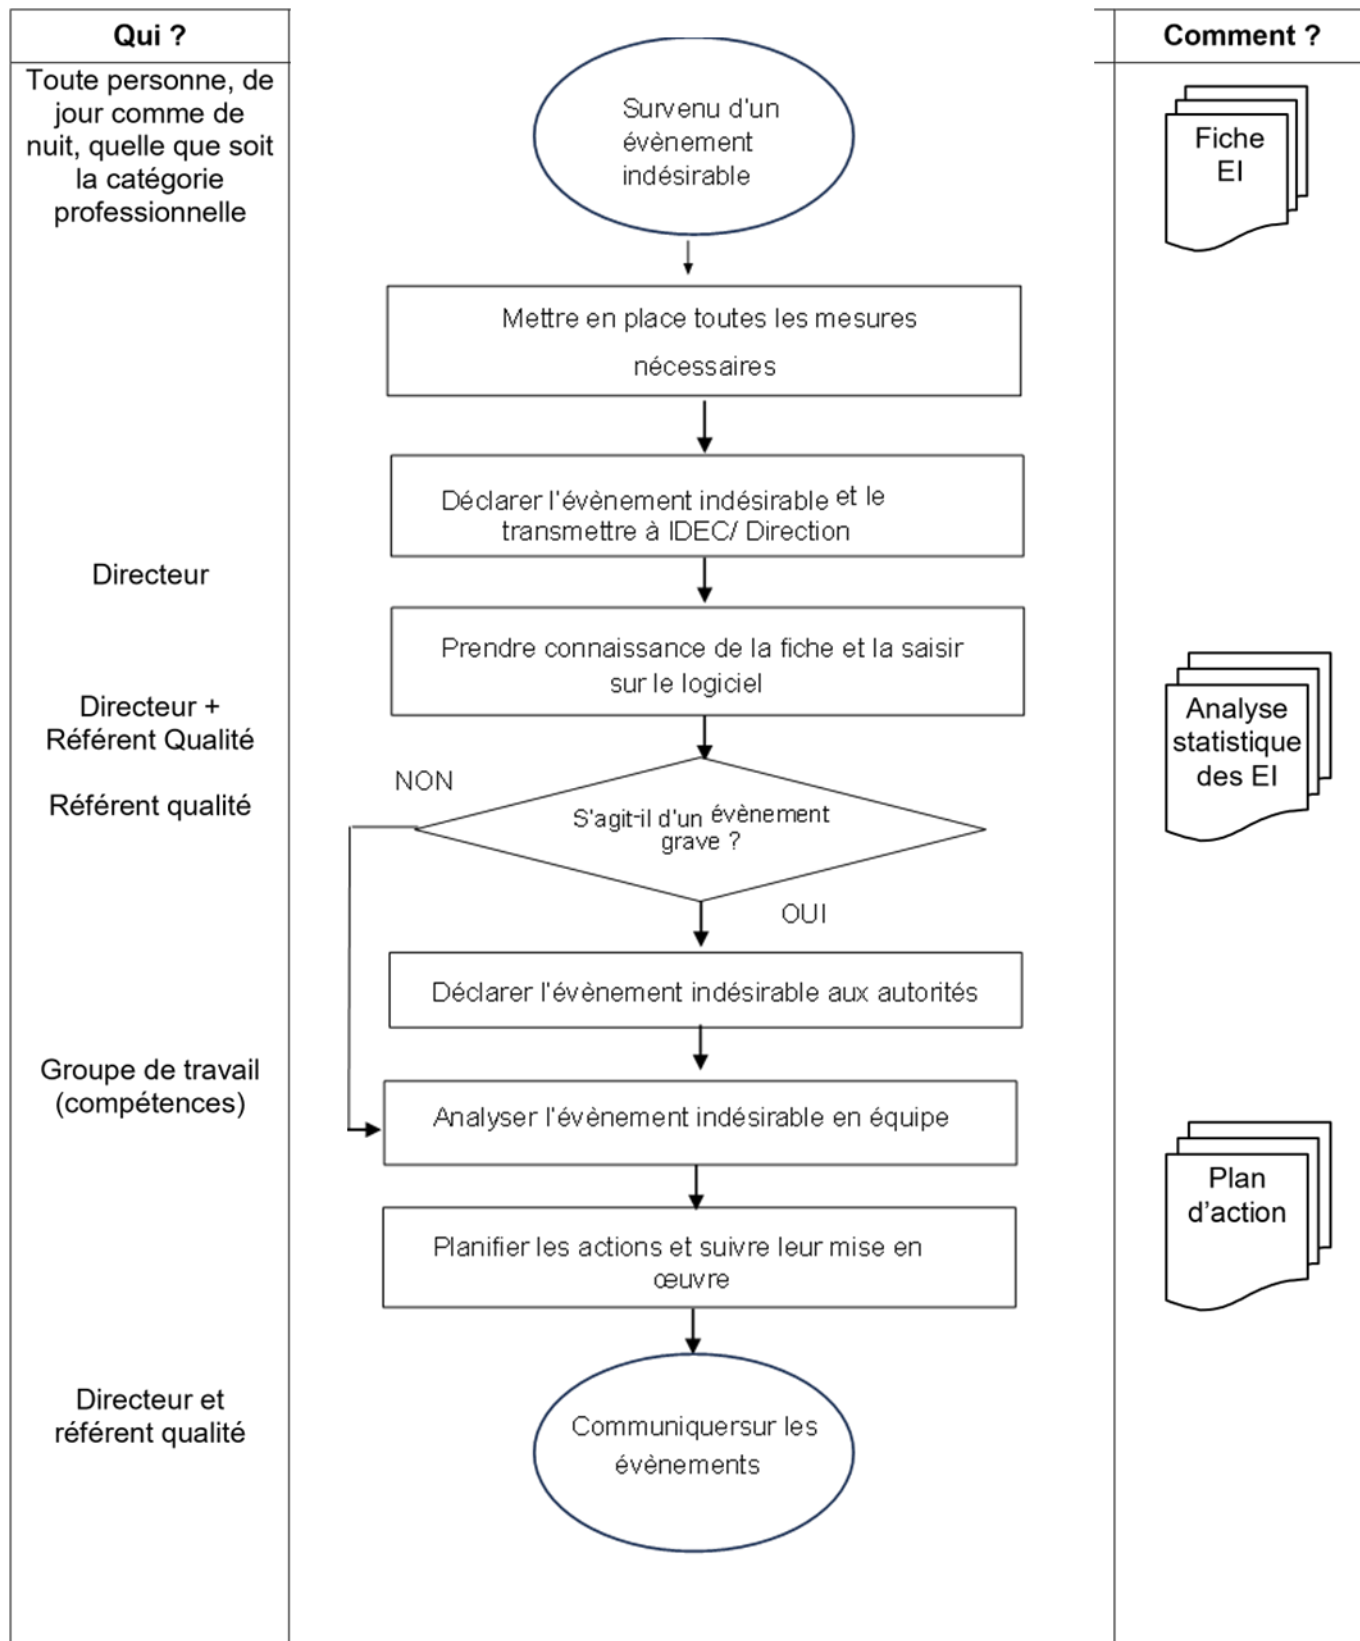 Qui ?
Comment ?
Toute personne, de
jour comme de
nuit, quelle que soit
la catégorie
professionnelle
Survenu d'un
évènement
indésirable
Fiche
EI
Mettre en place toutes les mesures
nécessaires
Déclarer l'évènement indésirable et le
transmettre à IDEC/ Direction
Directeur
Prendre connaissance de la fiche et la saisir
sur le logiciel
Directeur +
Référent Qualité
Analyse
statistique
des EI
NON
Référent qualité
S'agit-il d'un évènement
grave ?
OUI
Déclarer l'évènement indésirable aux autorités
Groupe de travail
(compétences)
Analyser l'évènement indésirable en équipe
Plan
d'action
Planifier les actions et suivre leur mise en
œuvre
Directeur et
référent qualité
Communiquersur les
évènements